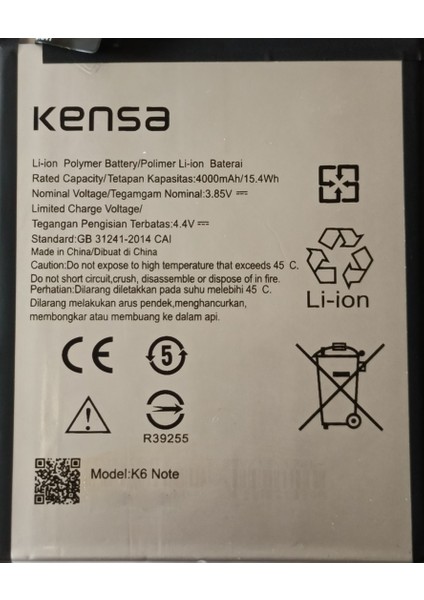 Kensa
Li-ion Polymer Battery/Polimer Li-ion Baterai
Rated Capacity/Tetapan Kapasitas:4000mAh/15.4Wh
Nominal Voltage/Tegamgam Nominal:3.85V
Limited Charge Voltage/
Tegangan Pengisian Terbatas:4.4V
Standard:GB 31241-2014 CAI
Made in China/Dibuat di China
Caution:Do not expose to high temperature that exceeds 45 C.
Do not short circuit,crush, disassemble or dispose of in fire.
Perhatian:Dilarang diletakkan pada suhu melebihi 45 C.
Dilarang melakukan arus pendek,menghancurkan,
membongkar atau membuang ke dalam api.
Li-ion
CE
5
R39255
Model:K6 Note